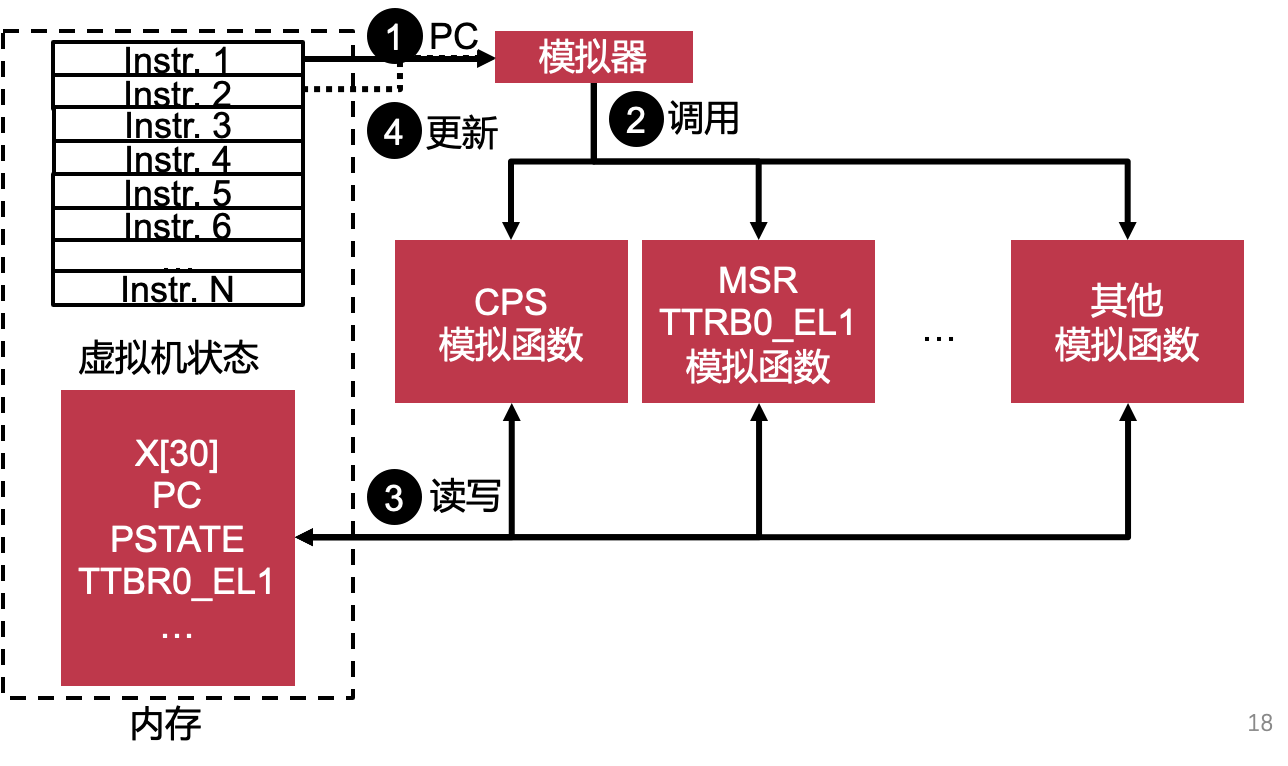 1 PC
模拟器
Instr. 1
Instr. 2
Instr. 3
Instr. 4
Instr. 5
Instr. 6
...
Instr. N
4 更新
2 调用
CPS
模拟函数
MSR
TTRB0_EL1
模拟函数
...
其他
模拟函数
虚拟机状态
X[30]
PC
PSTATE
TTBR0_EL1
...
3 读写
内存
18